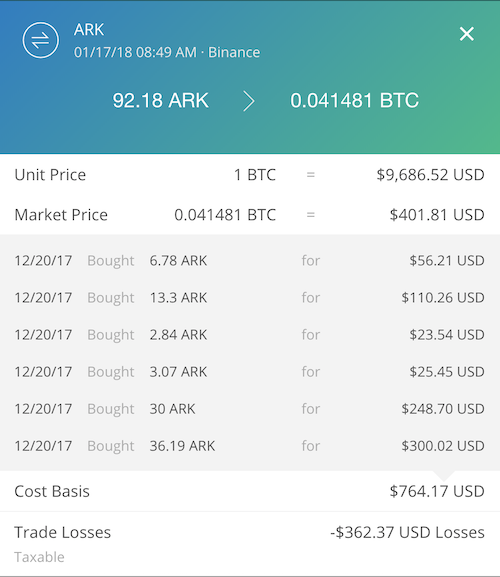 ARK
01/17/18 08:49 AM · Binance
92.18 ARK > 0.041481 BTC
Unit Price 1 BTC = $9,686.52 USD
Market Price 0.041481 BTC = $401.81 USD
12/20/17 Bought 6.78 ARK for $56.21 USD
12/20/17 Bought 13.3 ARK for $110.26 USD
12/20/17 Bought 2.84 ARK for $23.54 USD
12/20/17 Bought 3.07 ARK for $25.45 USD
12/20/17 Bought 30 ARK for $248.70 USD
12/20/17 Bought 36.19 ARK for $300.02 USD
Cost Basis $764.17 USD
Trade Losses -$362.37 USD Losses
Taxable